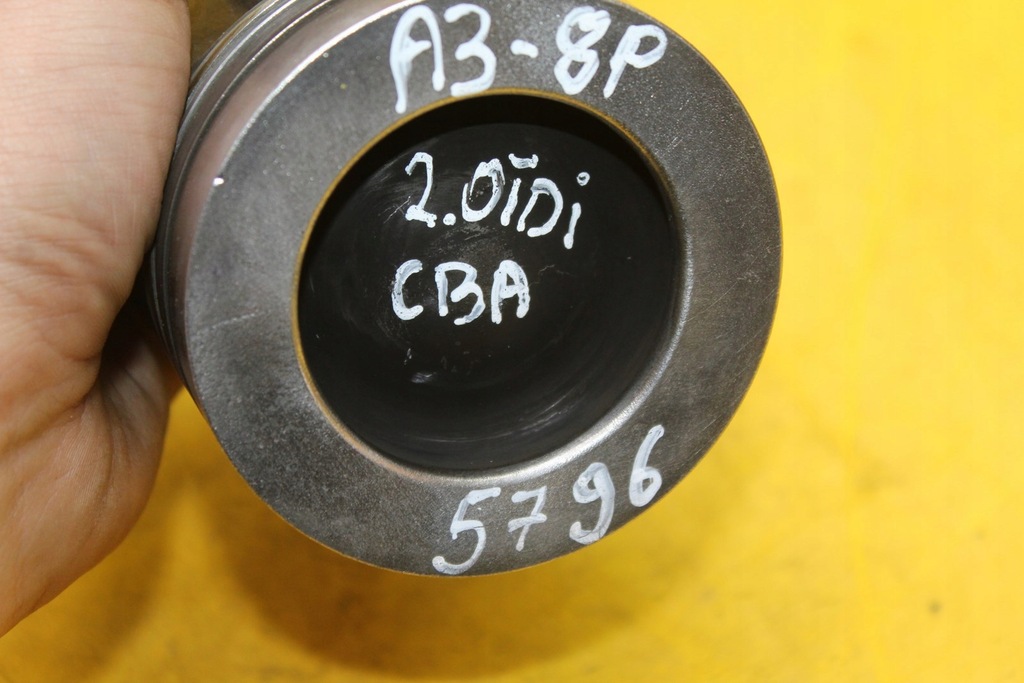 A3-8P
2.0TDi
CBA
5796